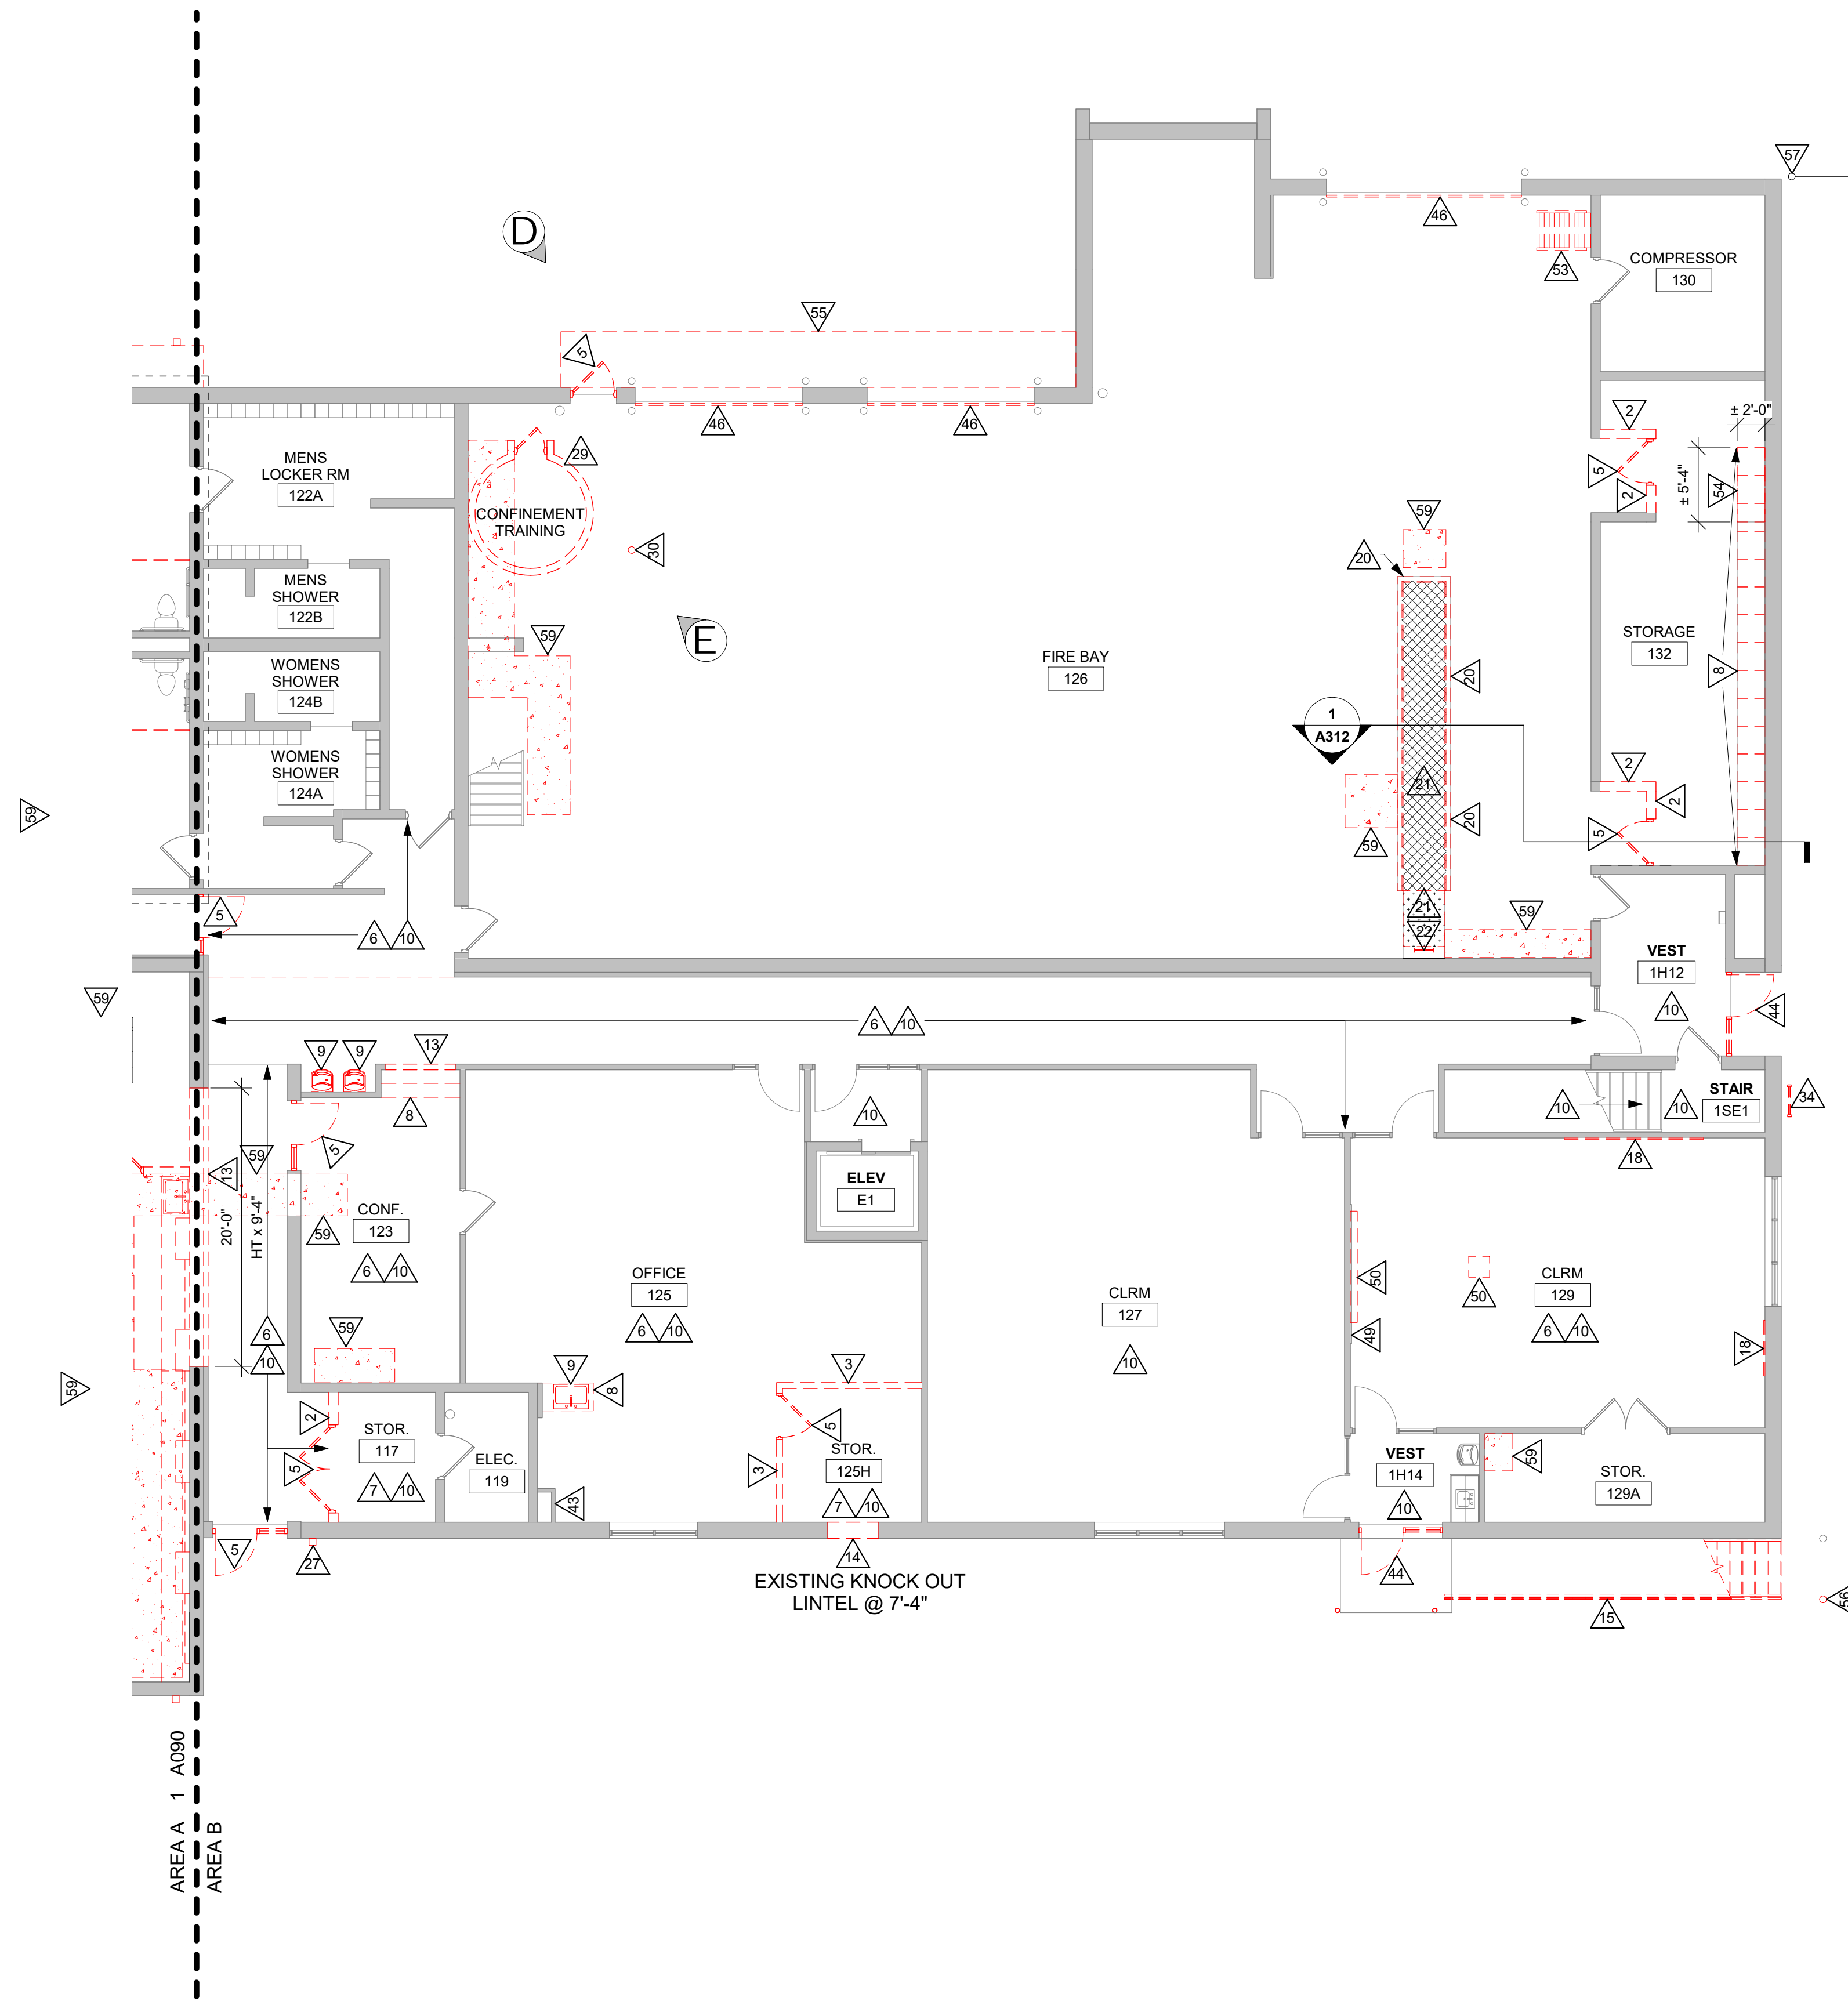 57
D
46
COMPRESSOR
130
53
55
5
46
46
2
± 2'-0"
MENS
LOCKER RM
122A
29
5
± 5'-4"
54
2
CONFINEMENT
TRAINING
59
30
20
MENS
SHOWER
122B
E
59
FIRE BAY
126
STORAGE
132
WOMENS
SHOWER
124B
20
8
1
A312
WOMENS
SHOWER
124A
21
2
2
59
20
5
59
5
21
59
6
10
22
VEST
1H12
59
10
44
6
10
9
9
13
8
10
10
10
STAIR
1SE1
34
5
59
13
18
ELEV
E1
20'-0"
HT x 9'-4"
CONF.
123
59
6
10
OFFICE
125
6
10
CLRM
127
10
50
50
CLRM
129
6
10
59
6
10
49
18
59
9
8
3
2
5
STOR.
117
7
10
ELEC.
119
5
3
STOR.
125H
7
10
43
VEST
1H14
10
59
STOR.
129A
5
27
14
EXISTING KNOCK OUT
LINTEL @ 7'-4"
44
15
56
AREA A
1
A090
AREA B